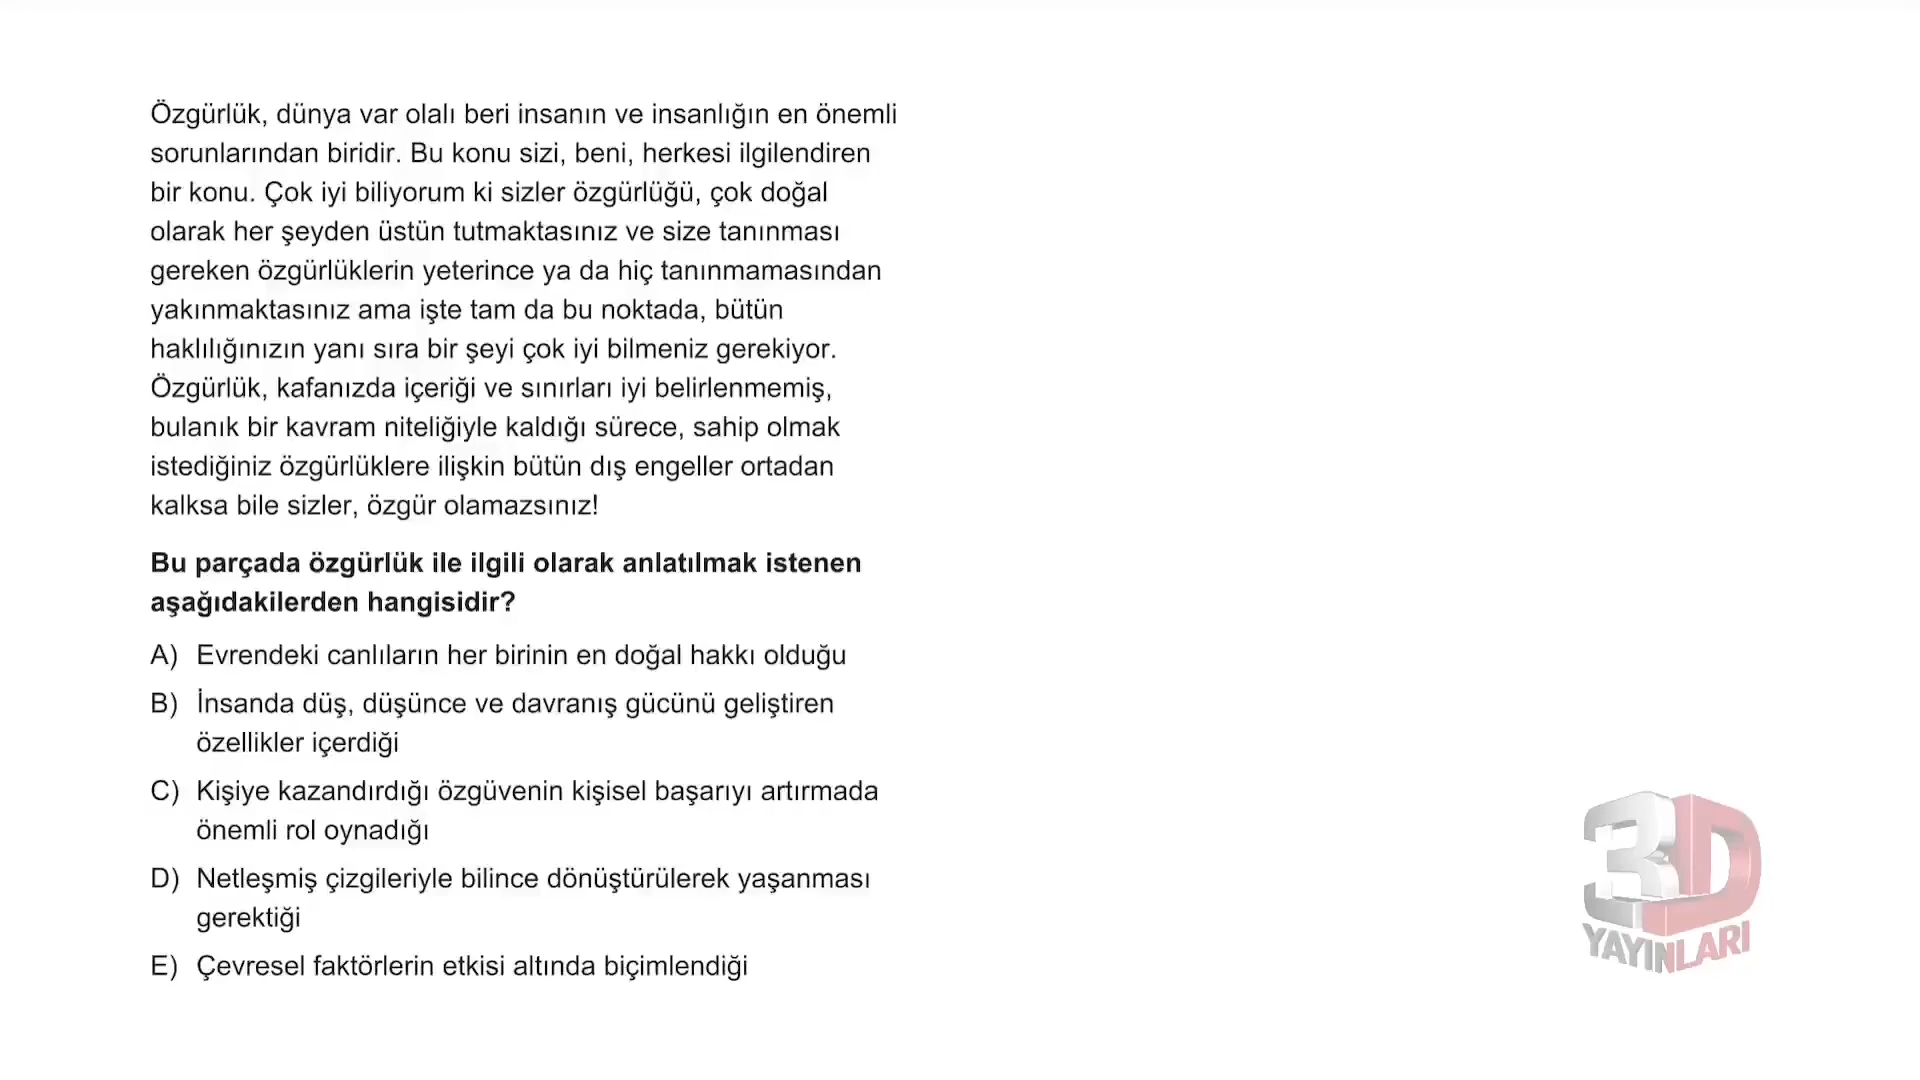 Özgürlük, dünya var olalı beri insanın ve insanlığın en önemli
sorunlarından biridir. Bu konu sizi, beni, herkesi ilgilendiren
bir konu. Çok iyi biliyorum ki sizler özgürlüğü, çok doğal
olarak her şeyden üstün tutmaktasınız ve size tanınması
gereken özgürlüklerin yeterince ya da hiç tanınmamasından
yakınmaktasınız ama işte tam da bu noktada, bütün
haklılığınızın yanı sıra bir şeyi çok iyi bilmeniz gerekiyor.
Özgürlük, kafanızda içeriği ve sınırları iyi belirlenmemiş,
bulanık bir kavram niteliğiyle kaldığı sürece, sahip olmak
istediğiniz özgürlüklere ilişkin bütün dış engeller ortadan
kalksa bile sizler, özgür olamazsınız!
Bu parçada özgürlük ile ilgili olarak anlatılmak istenen
aşağıdakilerden hangisidir?
A) Evrendeki canlıların her birinin en doğal hakkı olduğu
B) İnsanda düş, düşünce ve davranış gücünü geliştiren
özellikler içerdiği
C) Kişiye kazandırdığı özgüvenin kişisel başarıyı artırmada
önemli rol oynadığı
D) Netleşmiş çizgileriyle bilince dönüştürülerek yaşanması
gerektiği
E) Çevresel faktörlerin etkisi altında biçimlendiği
3D
YAYINLARI